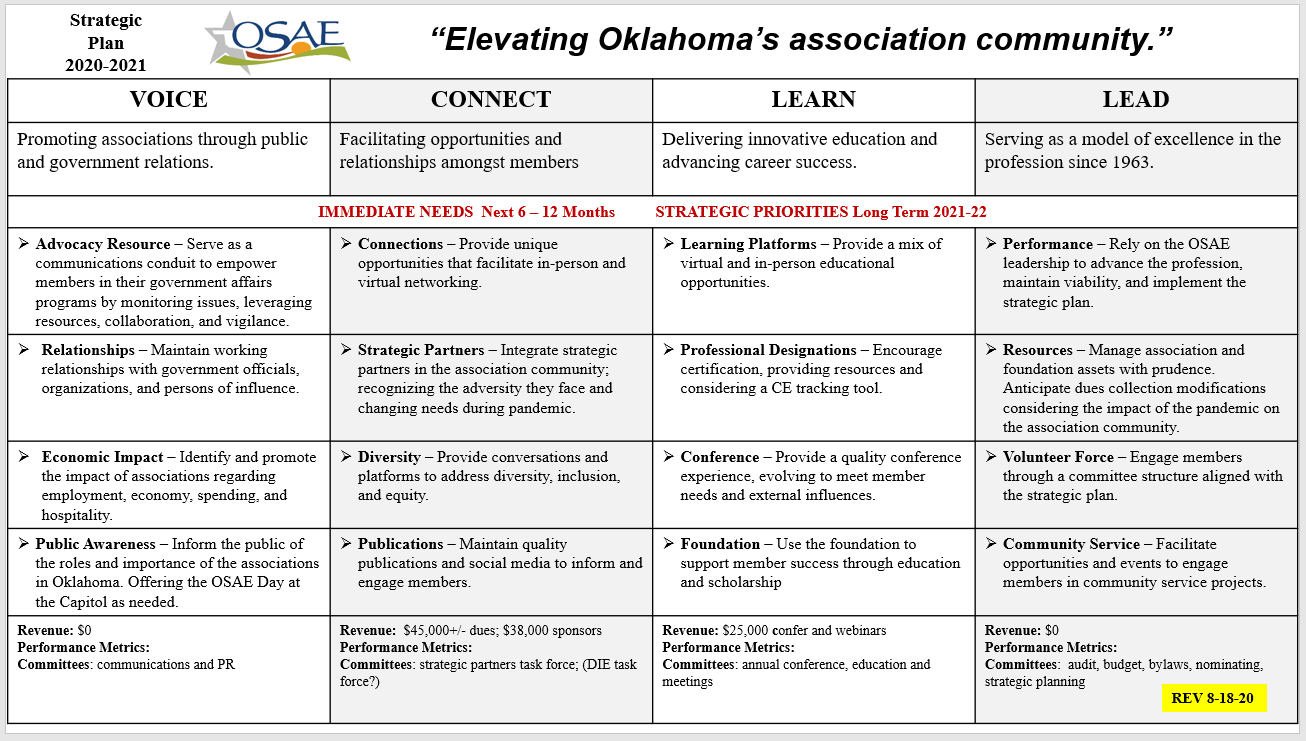 Strategic
Plan
2020-2021
OSAE
“Elevating Oklahoma’s association community.”
VOICE
CONNECT
LEARN
LEAD
Promoting associations through public
and government relations.
Facilitating opportunities and
relationships amongst members
Delivering innovative education and
advancing career success.
Serving as a model of excellence in the
profession since 1963.
IMMEDIATE NEEDS  Next 6 – 12 Months
STRATEGIC PRIORITIES Long Term 2021-22
➢ Advocacy Resource – Serve as a
communications conduit to empower
members in their government affairs
programs by monitoring issues, leveraging
resources, collaboration, and vigilance.
➢ Connections – Provide unique
opportunities that facilitate in-person and
virtual networking.
➢ Learning Platforms – Provide a mix of
virtual and in-person educational
opportunities.
➢ Performance – Rely on the OSAE
leadership to advance the profession,
maintain viability, and implement the
strategic plan.
➢ Relationships – Maintain working
relationships with government officials,
organizations, and persons of influence.
➢ Strategic Partners – Integrate strategic
partners in the association community;
recognizing the adversity they face and
changing needs during pandemic.
➢ Professional Designations – Encourage
certification, providing resources and
considering a CE tracking tool.
➢ Resources – Manage association and
foundation assets with prudence.
Anticipate dues collection modifications
considering the impact of the pandemic on
the association community.
➢ Economic Impact – Identify and promote
the impact of associations regarding
employment, economy, spending, and
hospitality.
➢ Diversity – Provide conversations and
platforms to address diversity, inclusion,
and equity.
➢ Conference – Provide a quality conference
experience, evolving to meet member
needs and external influences.
➢ Volunteer Force – Engage members
through a committee structure aligned with
the strategic plan.
➢ Public Awareness – Inform the public of
the roles and importance of the associations
in Oklahoma. Offering the OSAE Day at
the Capitol as needed.
➢ Publications – Maintain quality
publications and social media to inform and
engage members.
➢ Foundation – Use the foundation to
support member success through education
and scholarship
➢ Community Service – Facilitate
opportunities and events to engage
members in community service projects.
Revenue: $0
Performance Metrics:
Committees: communications and PR
Revenue:  $45,000+/- dues; $38,000 sponsors
Performance Metrics:
Committees: strategic partners task force; (DIE task
force?)
Revenue: $25,000 confer and webinars
Performance Metrics:
Committees: annual conference, education and
meetings
Revenue: $0
Performance Metrics:
Committees:  audit, budget, bylaws, nominating,
strategic planning
REV 8-18-20